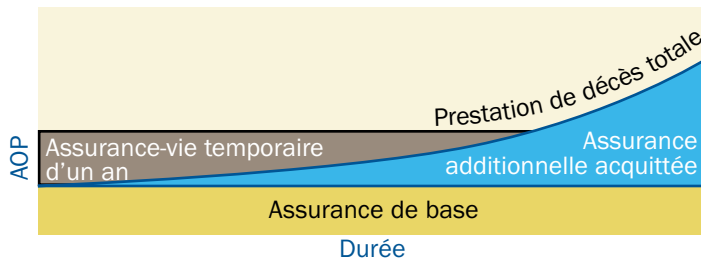 Prestation de décès totale
Assurance-vie temporaire
d'un an
Assurance
additionnelle acquittée
AOP
Assurance de base
Durée